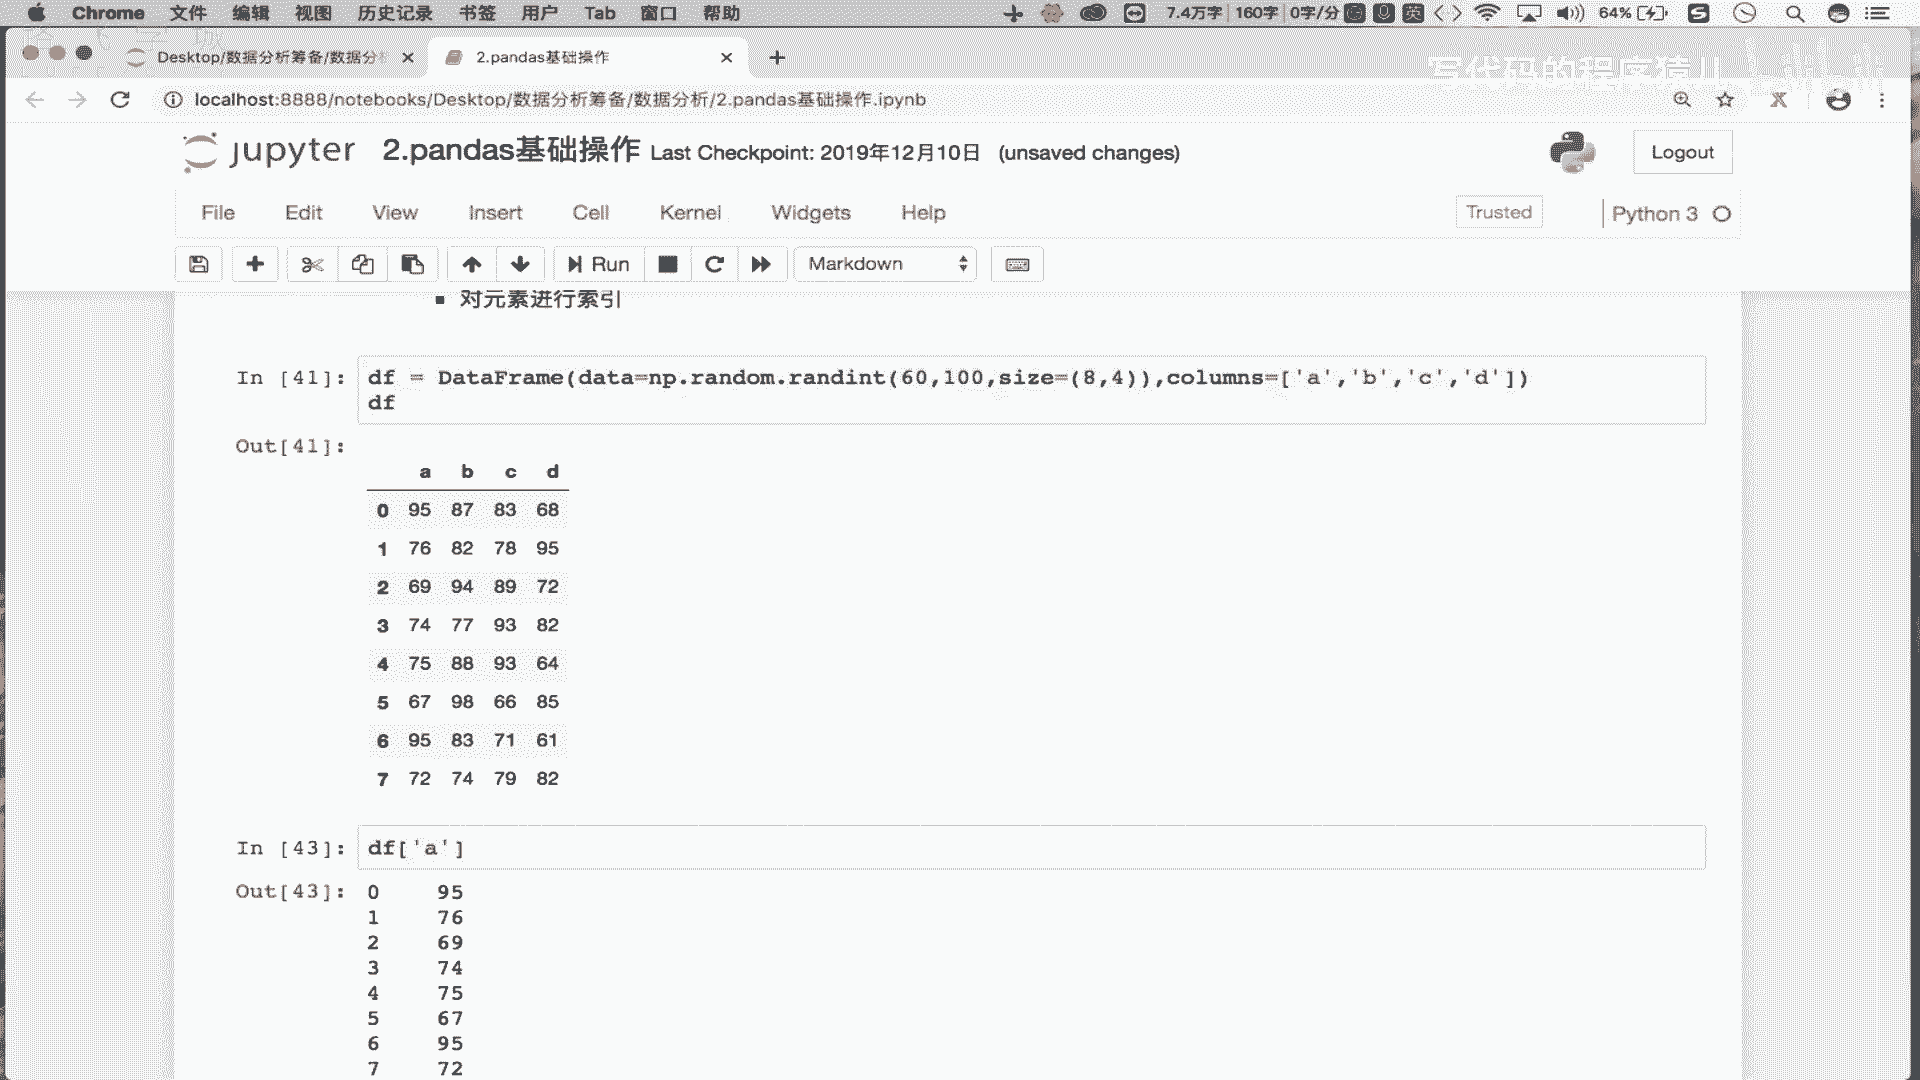 Chrome 文件 编辑 视图 历史记录 书签 用户 Tab 窗口 帮助 7.4万字 160字 0字/分 英 64%
Desktop/数据分析筹备/数据分析 2.pandas基础操作
写代码的程序猿儿
localhost:8888/notebooks/Desktop/数据分析筹备/数据分析/2.pandas基础操作.ipynb
jupyter 2.pandas基础操作 Last Checkpoint: 2019年12月10日 (unsaved changes) Logout
File Edit View Insert Cell Kernel Widgets Help Trusted Python 3
Run Markdown
对元素进行索引
In [41]: df = DataFrame(data=np.random.randint(60,100,size=(8,4)),columns=['a','b','c','d'])
df
Out[41]:
a b c d
0 95 87 83 68
1 76 82 78 95
2 69 94 89 72
3 74 77 93 82
4 75 88 93 64
5 67 98 66 85
6 95 83 71 61
7 72 74 79 82
In [43]: df['a']
Out[43]: 0 95
1 76
2 69
3 74
4 75
5 67
6 95
7 72